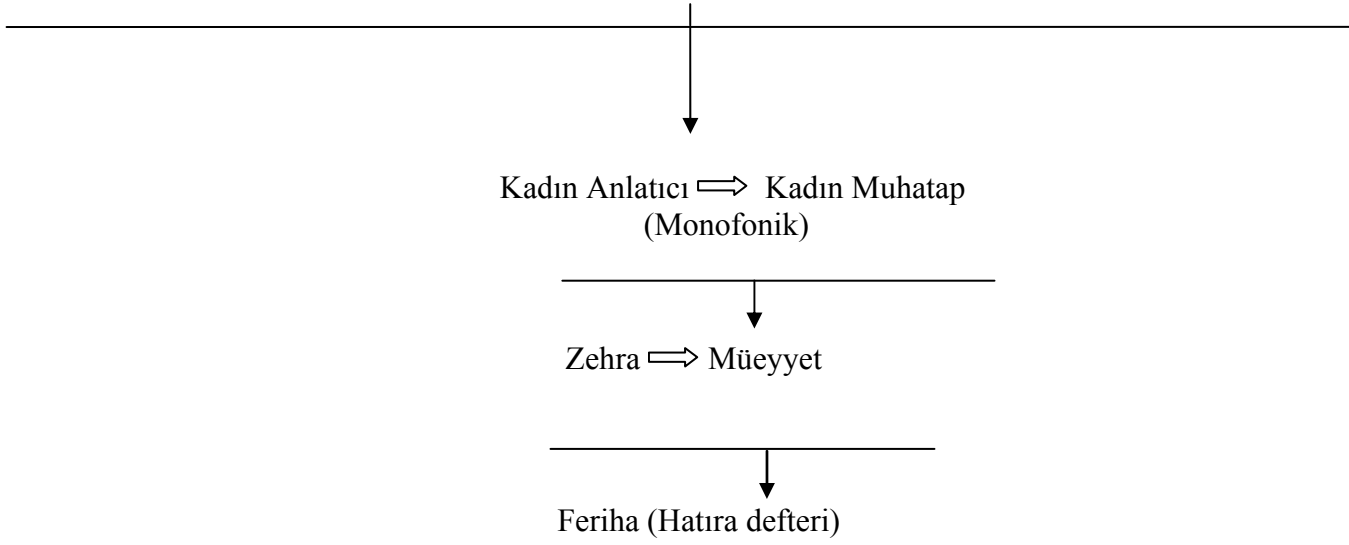 Kadın Anlatıcı ⇨ Kadın Muhatap
(Monofonik)
Zehra ⇨ Müeyyet
Feriha (Hatıra defteri)